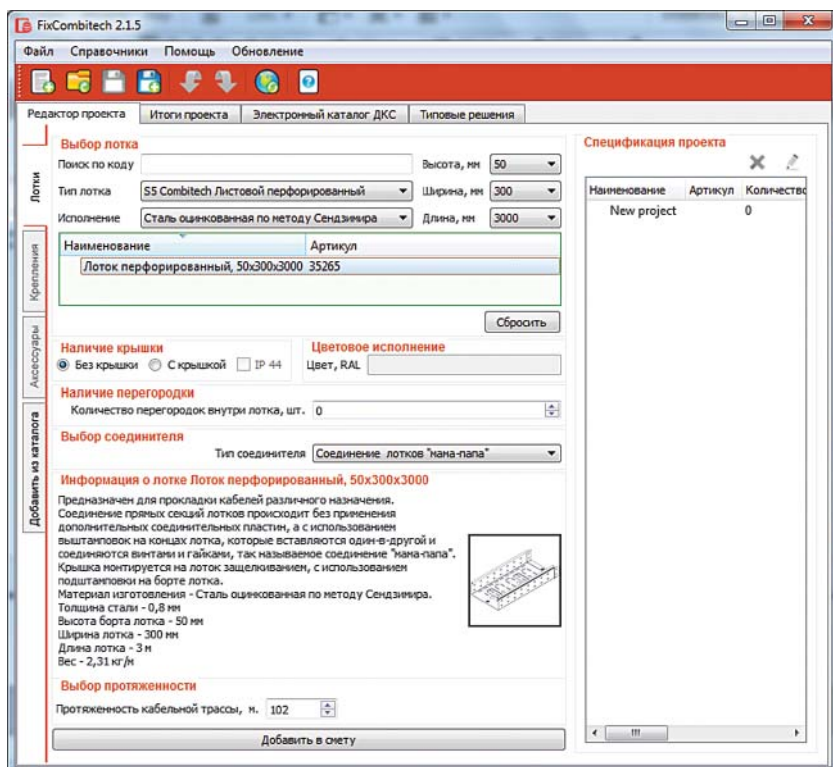 FixCombitech 2.1.5
Файл Справочники Помощь Обновление
Редактор проекта Итоги проекта Электронный каталог ДКС Типовые решения
Лотки
Крепления
Аксессуары
Добавить из каталога
Выбор лотка
Поиск по коду Высота, мм 50
Тип лотка S5 Combitech Листовой перфорированный Ширина, мм 300
Исполнение Сталь оцинкованная по методу Сендзимира Длина, мм 3000
Наименование Артикул
Лоток перфорированный, 50x300x3000 35265
Сбросить
Наличие крышки Цветовое исполнение
Без крышки С крышкой IP 44 Цвет, RAL
Наличие перегородки
Количество перегородок внутри лотка, шт. 0
Выбор соединителя
Тип соединителя Соединение лотков "мама-папа"
Информация о лотке Лоток перфорированный, 50x300x3000
Предназначен для прокладки кабелей различного назначения.
Соединение прямых секций лотков происходит без применения
дополнительных соединительных пластин, а с использованием
выштамповок на концах лотка, которые вставляются один-в-другой и
соединяются винтами и гайками, так называемое соединение "мама-папа".
Крышка монтируется на лоток защелкиванием, с использованием
подштамповки на борте лотка.
Материал изготовления - Сталь оцинкованная по методу Сендзимира.
Толщина стали - 0,8 мм
Высота борта лотка - 50 мм
Ширина лотка - 300 мм
Длина лотка - 3 м
Вес - 2,31 кг/м
Выбор протяженности
Протяженность кабельной трассы, м. 102
Добавить в смету
Спецификация проекта
Наименование Артикул Количество
New project 0